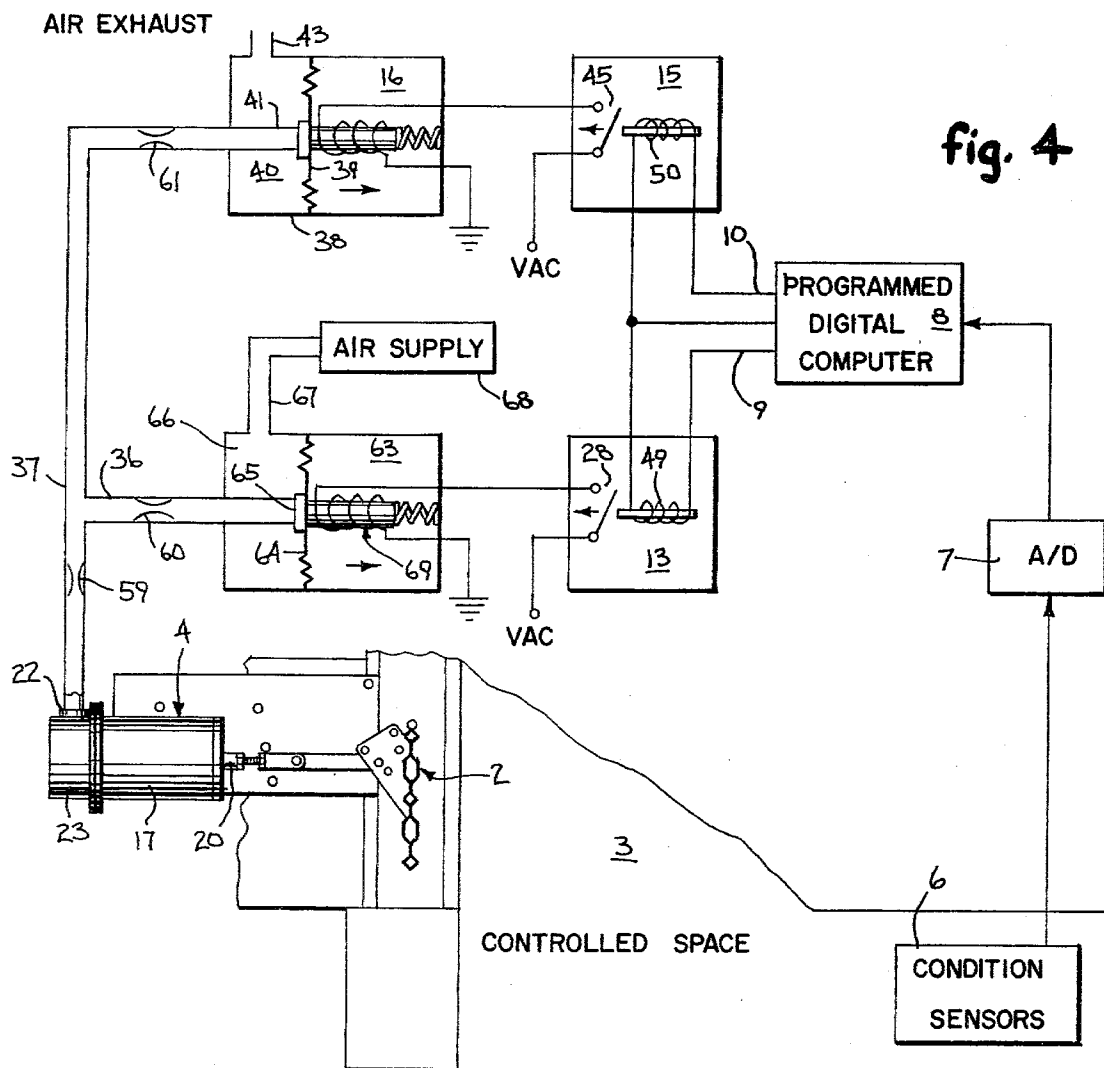 AIR EXHAUST
43
41
16
45
15
fig. 4
61
40
39
50
38
VAC
10
PROGRAMMED
DIGITAL 8
COMPUTER
AIR SUPPLY
9
67
68
66
63
37
36
65
28
49
60
64
69
13
59
7
A/D
VAC
22
4
2
23
17
20
3
6
CONTROLLED SPACE
CONDITION
SENSORS